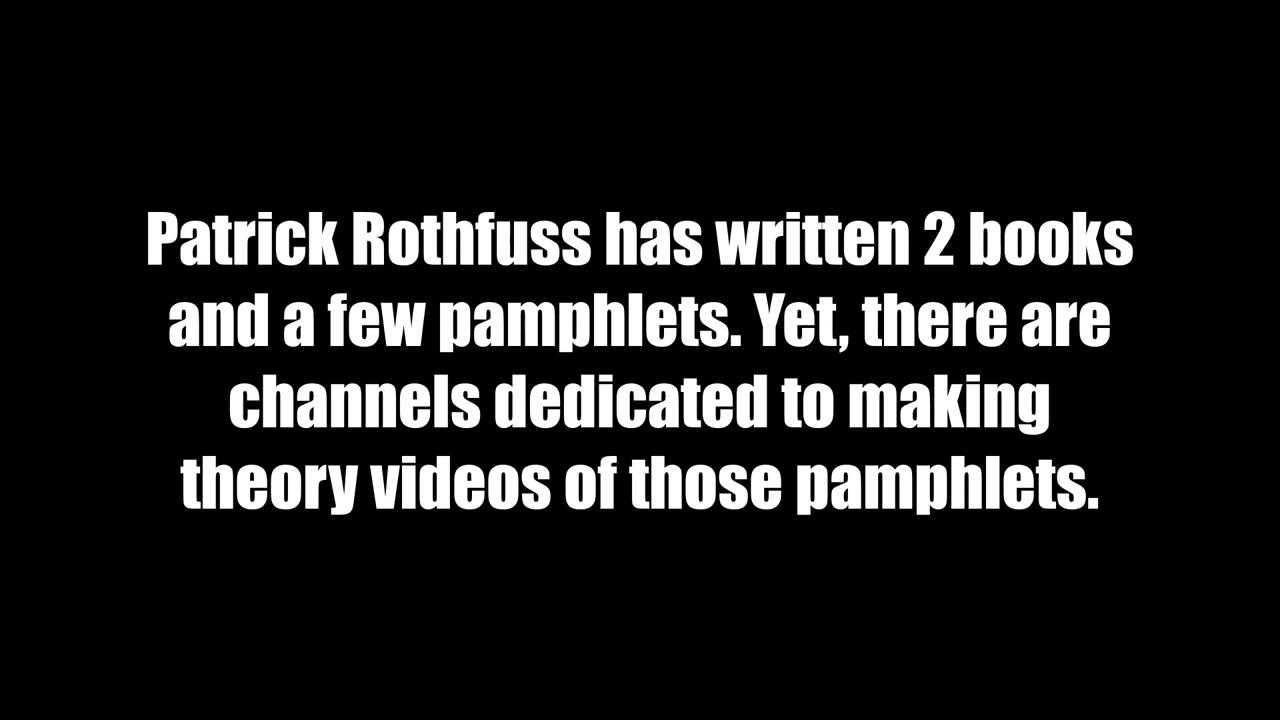 Patrick Rothfuss has written 2 books
and a few pamphlets. Yet, there are
channels dedicated to making
theory videos of those pamphlets.